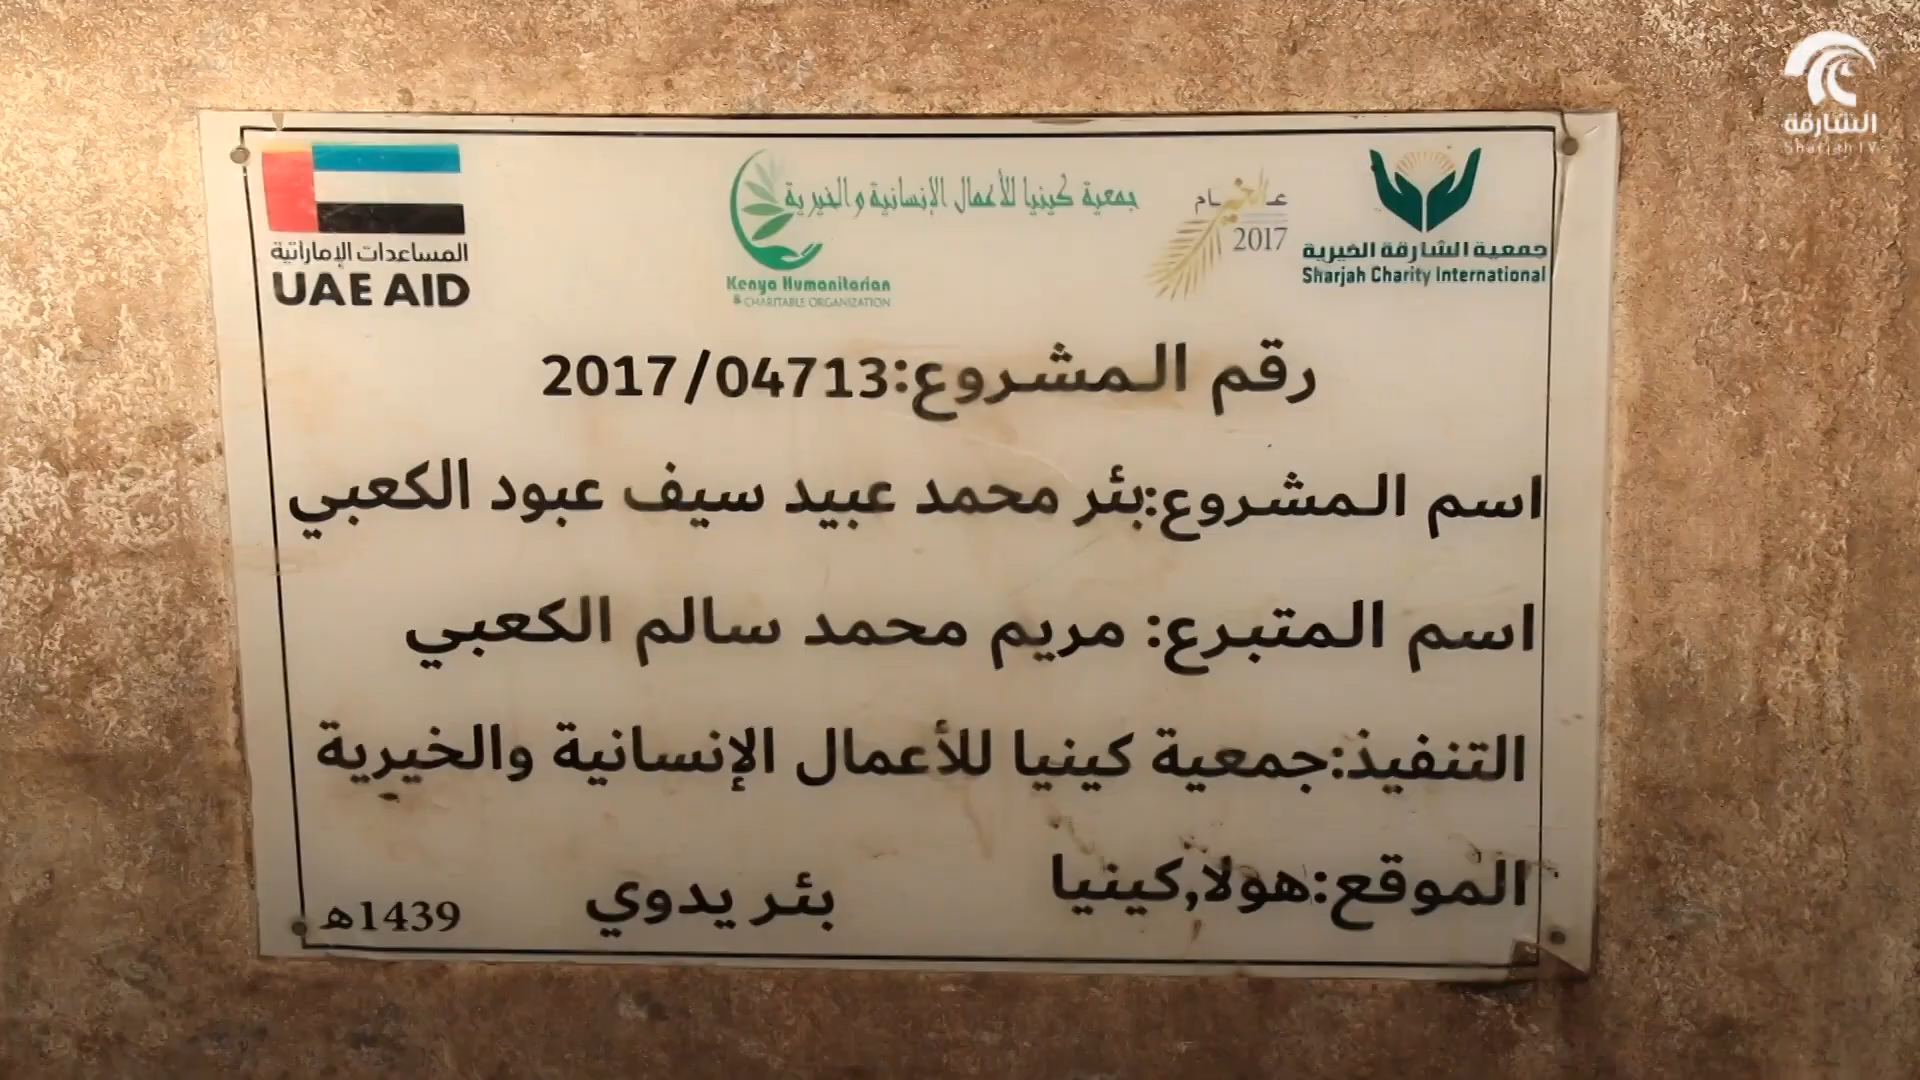 الشارقة
Sharjah TV
المساعدات الإماراتية
UAE AID
جمعية كينيا للأعمال الإنسانية والخيرية
Kenya Humanitarian
& CHARITABLE ORGANIZATION
عام الخير
2017
جمعية الشارقة الخيرية
Sharjah Charity International
رقم المشروع:2017/04713
اسم المشروع:بئر محمد عبيد سيف عبود الكعبي
اسم المتبرع: مريم محمد سالم الكعبي
التنفيذ:جمعية كينيا للأعمال الإنسانية والخيرية
الموقع:هولا,كينيا بئر يدوي 1439هـ